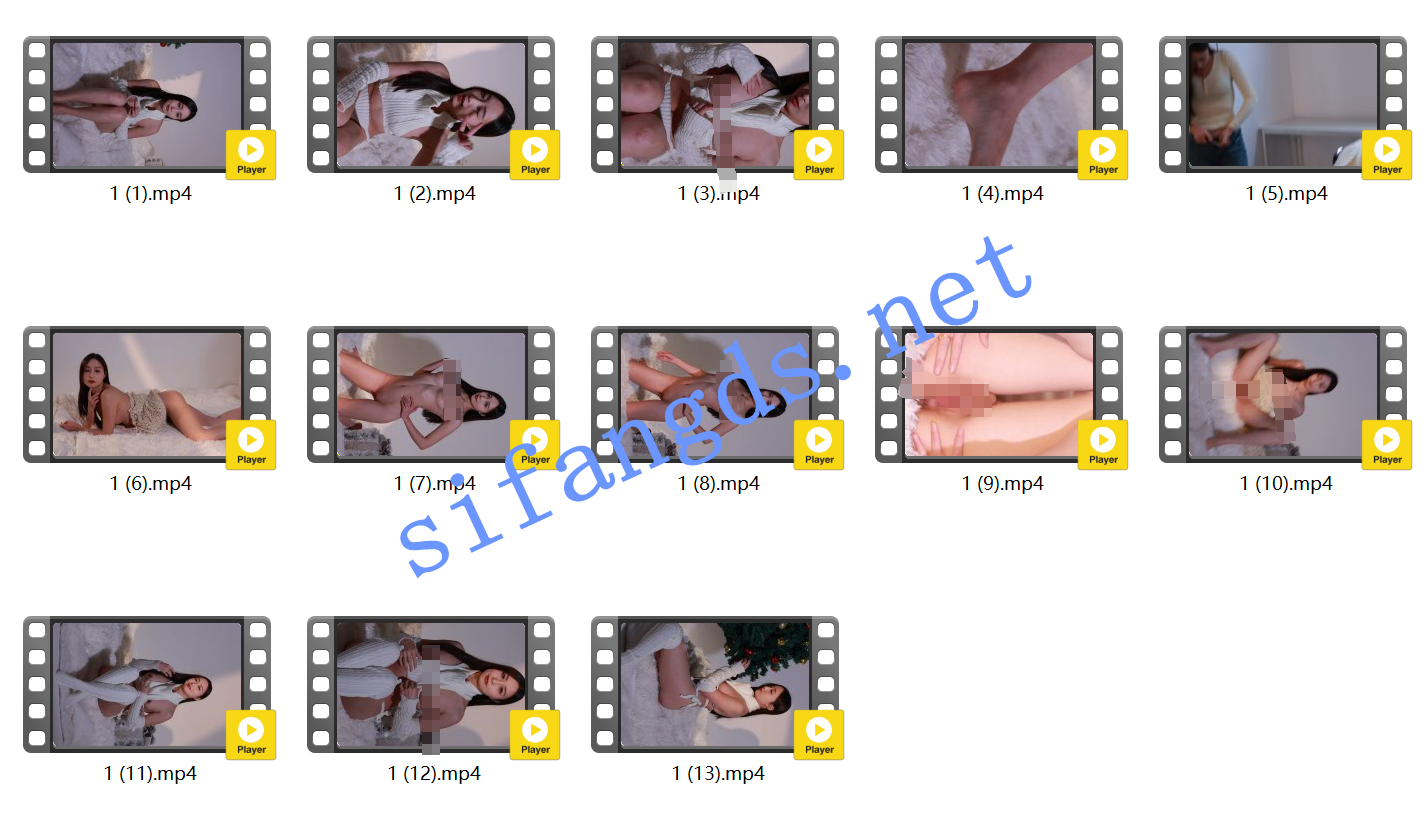 Player
Player
Player
Player
Player
1 (1).mp4
1 (2).mp4
1 (3).mp4
1 (4).mp4
1 (5).mp4
sifangds.net
Player
Player
Player
Player
Player
1 (6).mp4
1 (7).mp4
1 (8).mp4
1 (9).mp4
1 (10).mp4
Player
Player
Player
1 (11).mp4
1 (12).mp4
1 (13).mp4